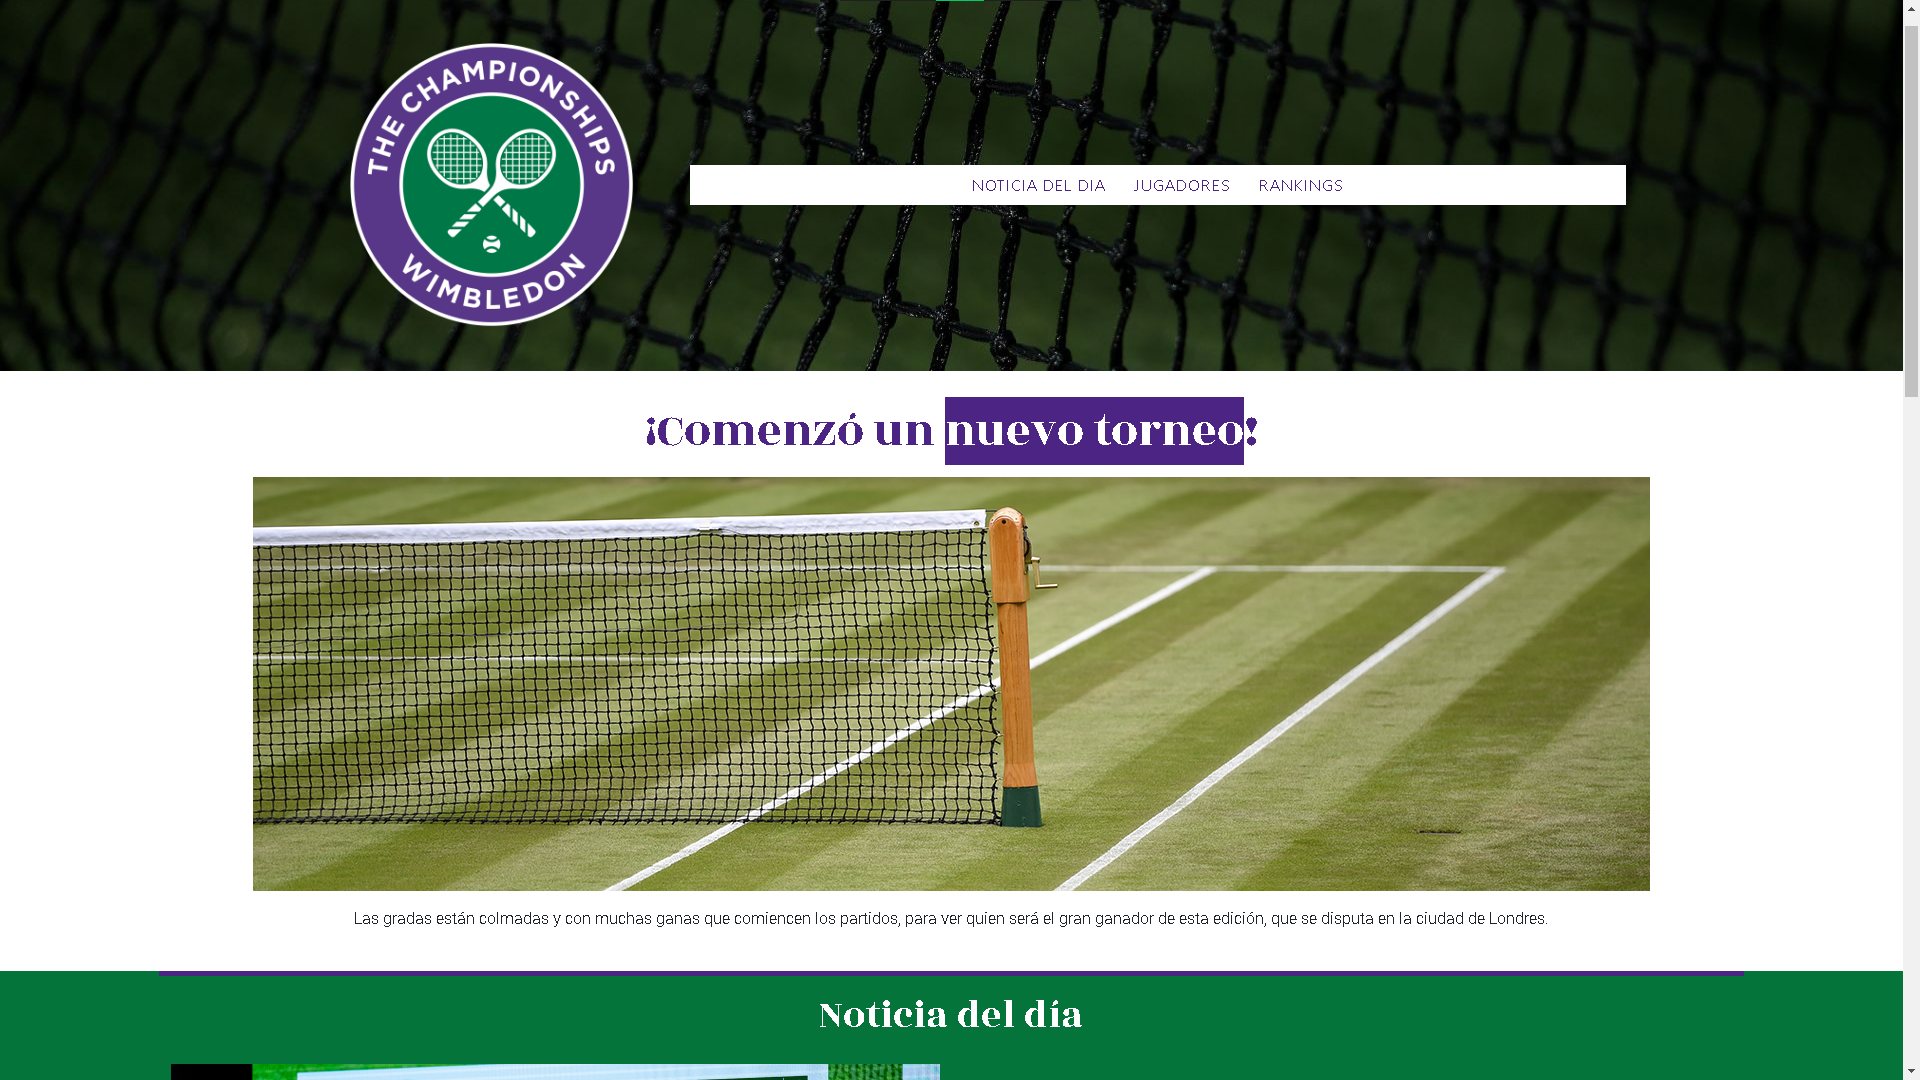 THE CHAMPIONSHIPS
WIMBLEDON
NOTICIA DEL DIA JUGADORES RANKINGS
¡Comenzó un nuevo torneo!
Las gradas están colmadas y con muchas ganas que comiencen los partidos, para ver quien será el gran ganador de esta edición, que se disputa en la ciudad de Londres.
Noticia del día